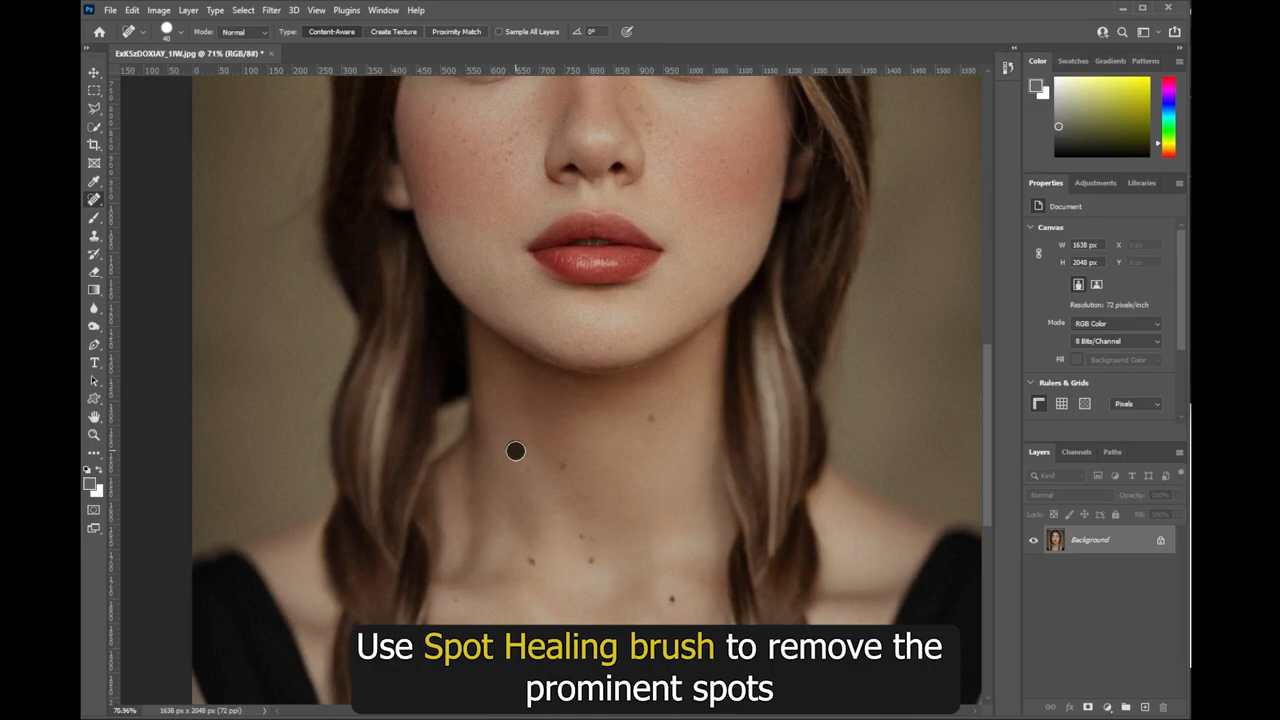 Ps File Edit Image Layer Type Select Filter 3D View Plugins Window Help
40 Mode: Normal Type: Content-Aware Create Texture Proximity Match Sample All Layers 0°
ExK5zDOXIAY_1IW.jpg @ 71% (RGB/8#) * ×
150 100 50 0 50 100 150 200 250 300 350 400 450 500 550 600 650 700 750 800 850 900 950 1000 1050 1100 1150 1200 1250 1300 1350 1400 1450 1500 1550
Color Swatches Gradients Patterns
Properties Adjustments Libraries
Document
Canvas
W 1638 px X 0 px
H 2048 px Y 0 px
Resolution: 72 pixels/inch
Mode RGB Color
8 Bits/Channel
Fill Background Color
Rulers & Grids
Pixels
Layers Channels Paths
Kind
Normal Opacity: 100%
Lock: Fill: 100%
Background
Use Spot Healing brush to remove the
prominent spots
70.96% 1638 px x 2048 px (72 ppi)